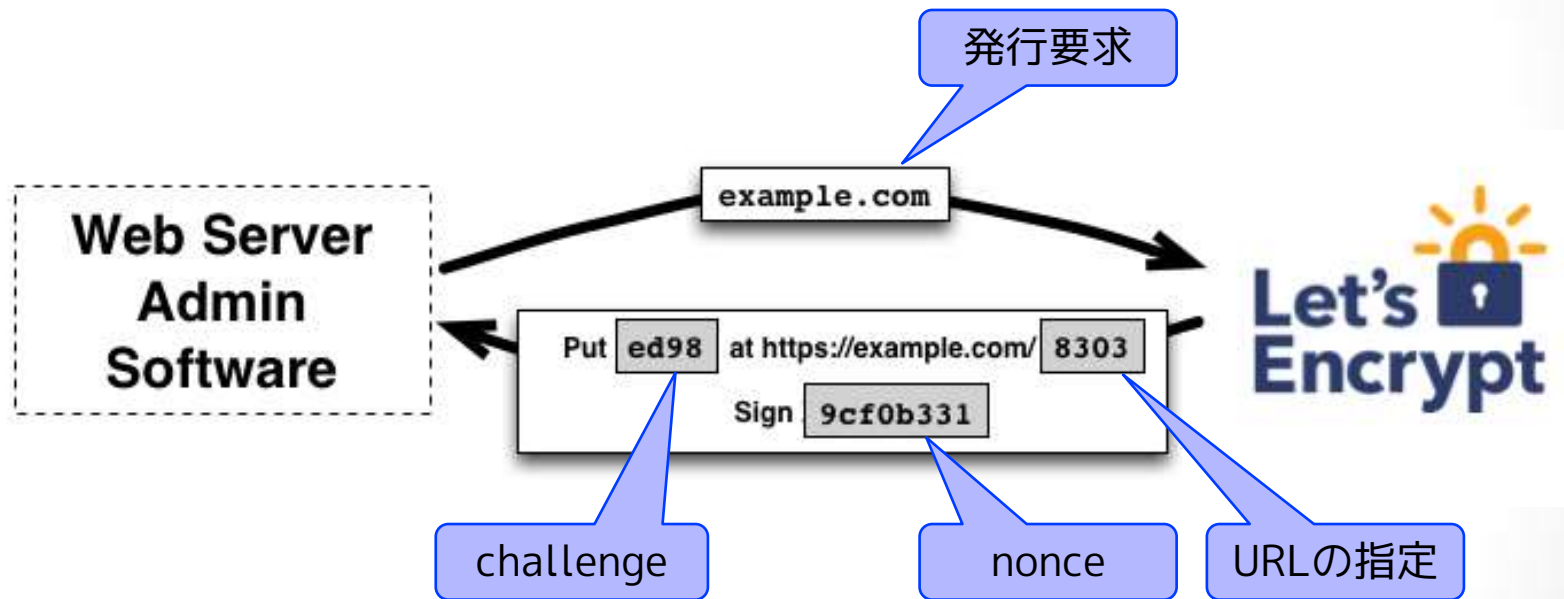 発行要求
example.com
Web Server
Admin
Software
Let's
Encrypt
Put ed98 at https://example.com/ 8303
Sign 9cf0b331
challenge
nonce
URLの指定